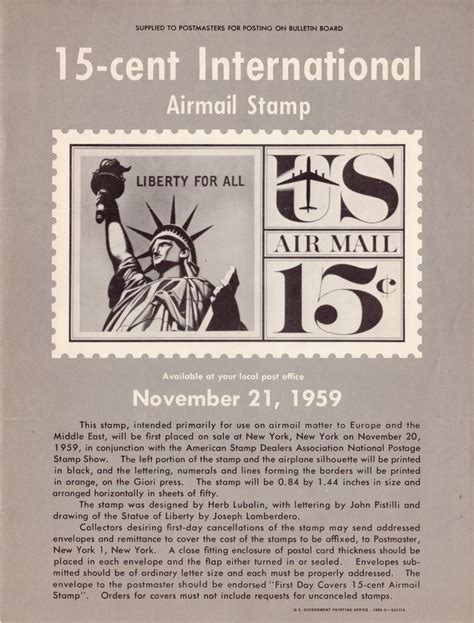 SUPPLIED TO POSTMASTERS FOR POSTING ON BULLETIN BOARD
15-cent International
Airmail Stamp
LIBERTY FOR ALL
US
AIR MAIL
15¢
Available at your local post office
November 21, 1959
This stamp, intended primarily for use on airmail matter to Europe and the
Middle East, will be first placed on sale at New York, New York on November 20,
1959, in conjunction with the American Stamp Dealers Association National Postage
Stamp Show. The left portion of the stamp and the airplane silhouette will be printed
in black, and the lettering, numerals and lines forming the borders will be printed
in orange, on the Giori press. The stamp will be 0.84 by 1.44 inches in size and
arranged horizontally in sheets of fifty.
The stamp was designed by Herb Lubalin, with lettering by John Pistilli and
drawing of the Statue of Liberty by Joseph Lomberdero.
Collectors desiring first-day cancellations of the stamp may send addressed
envelopes and remittance to cover the cost of the stamps to be affixed, to Postmaster,
New York 1, New York. A close fitting enclosure of postal card thickness should be
placed in each envelope and the flap either turned in or sealed. Envelopes sub-
mitted should be of ordinary letter size and each must be properly addressed. The
envelope to the postmaster should be endorsed "First Day Covers 15-cent Airmail
Stamp". Orders for covers must not include requests for uncanceled stamps.
U.S. GOVERNMENT PRINTING OFFICE